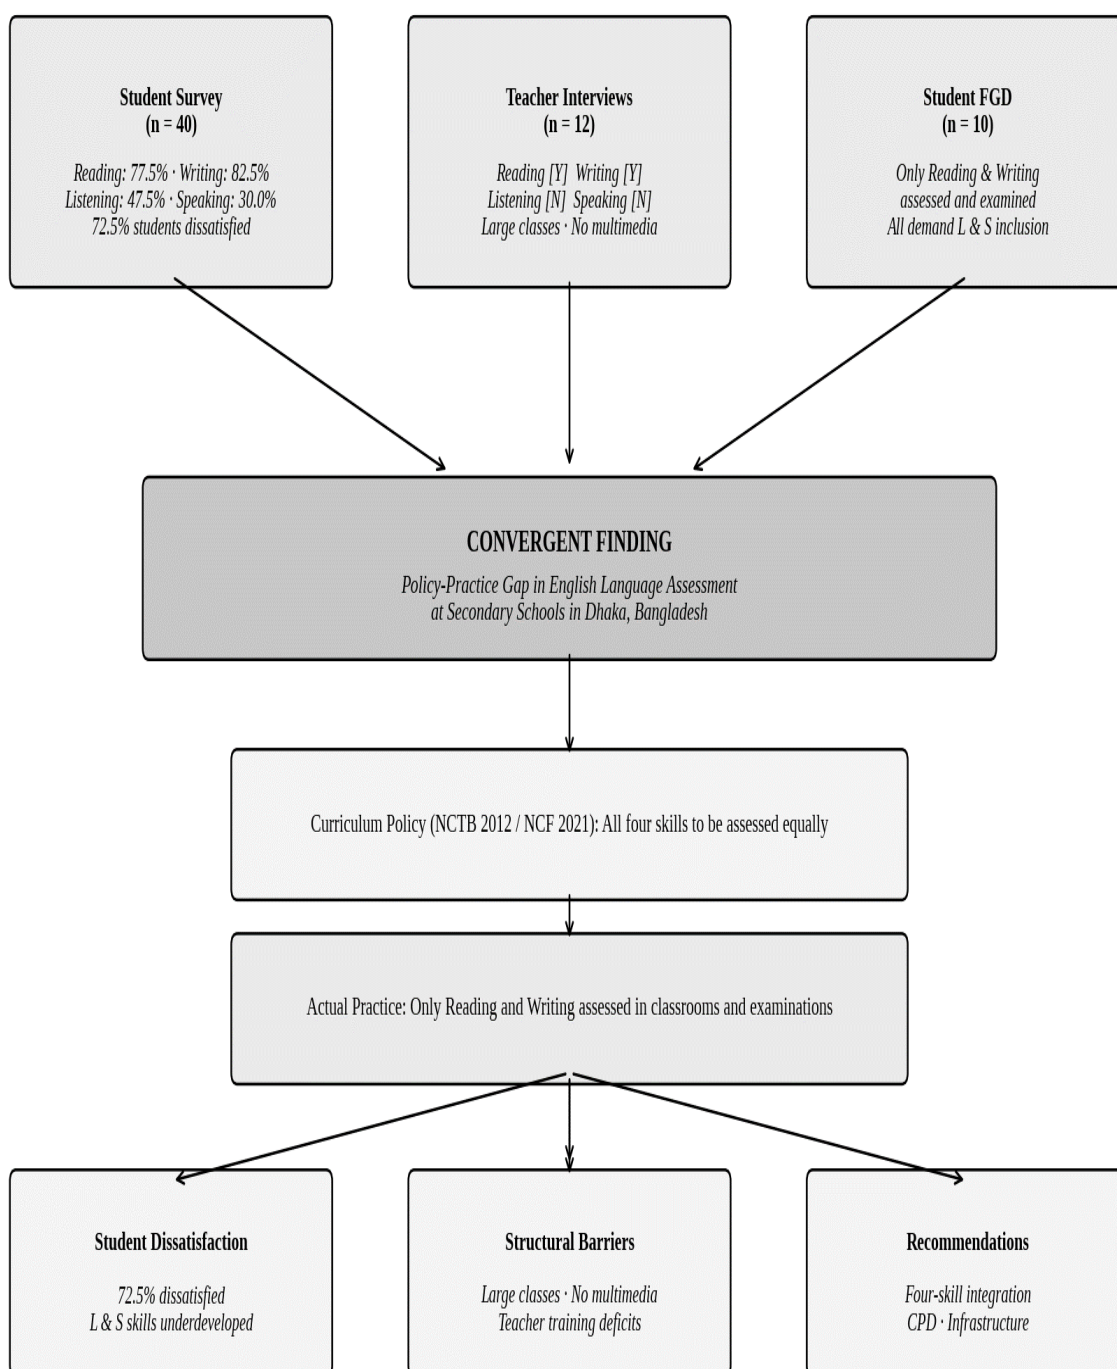 Student Survey
(n = 40)
Reading: 77.5% · Writing: 82.5%
Listening: 47.5% · Speaking: 30.0%
72.5% students dissatisfied
Teacher Interviews
(n = 12)
Reading [Y]  Writing [Y]
Listening [N]  Speaking [N]
Large classes · No multimedia
Student FGD
(n = 10)
Only Reading & Writing
assessed and examined
All demand L & S inclusion
CONVERGENT FINDING
Policy-Practice Gap in English Language Assessment
at Secondary Schools in Dhaka, Bangladesh
Curriculum Policy (NCTB 2012 / NCF 2021): All four skills to be assessed equally
Actual Practice: Only Reading and Writing assessed in classrooms and examinations
Student Dissatisfaction
72.5% dissatisfied
L & S skills underdeveloped
Structural Barriers
Large classes · No multimedia
Teacher training deficits
Recommendations
Four-skill integration
CPD · Infrastructure